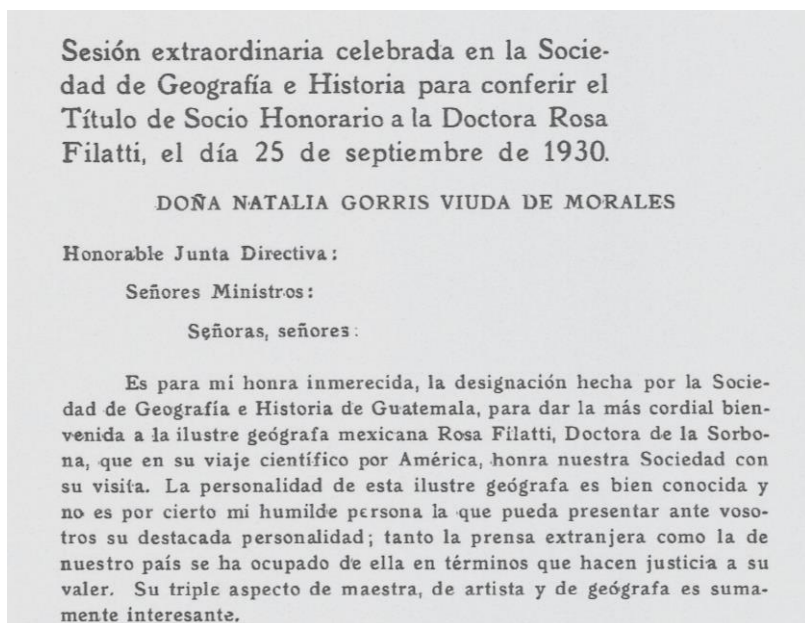 Sesión extraordinaria celebrada en la Socie-
dad de Geografía e Historia para conferir el
Título de Socio Honorario a la Doctora Rosa
Filatti, el día 25 de septiembre de 1930.
DOÑA NATALIA GORRIS VIUDA DE MORALES
Honorable Junta Directiva:
Señores Ministros:
Señoras, señores:
Es para mí honra inmerecida, la designación hecha por la Socie-
dad de Geografía e Historia de Guatemala, para dar la más cordial bien-
venida a la ilustre geógrafa mexicana Rosa Filatti, Doctora de la Sorbo-
na, que en su viaje científico por América, honra nuestra Sociedad con
su visita. La personalidad de esta ilustre geógrafa es bien conocida y
no es por cierto mi humilde persona la que pueda presentar ante voso-
tros su destacada personalidad; tanto la prensa extranjera como la de
nuestro país se ha ocupado de ella en términos que hacen justicia a su
valer. Su triple aspecto de maestra, de artista y de geógrafa es suma-
mente interesante.